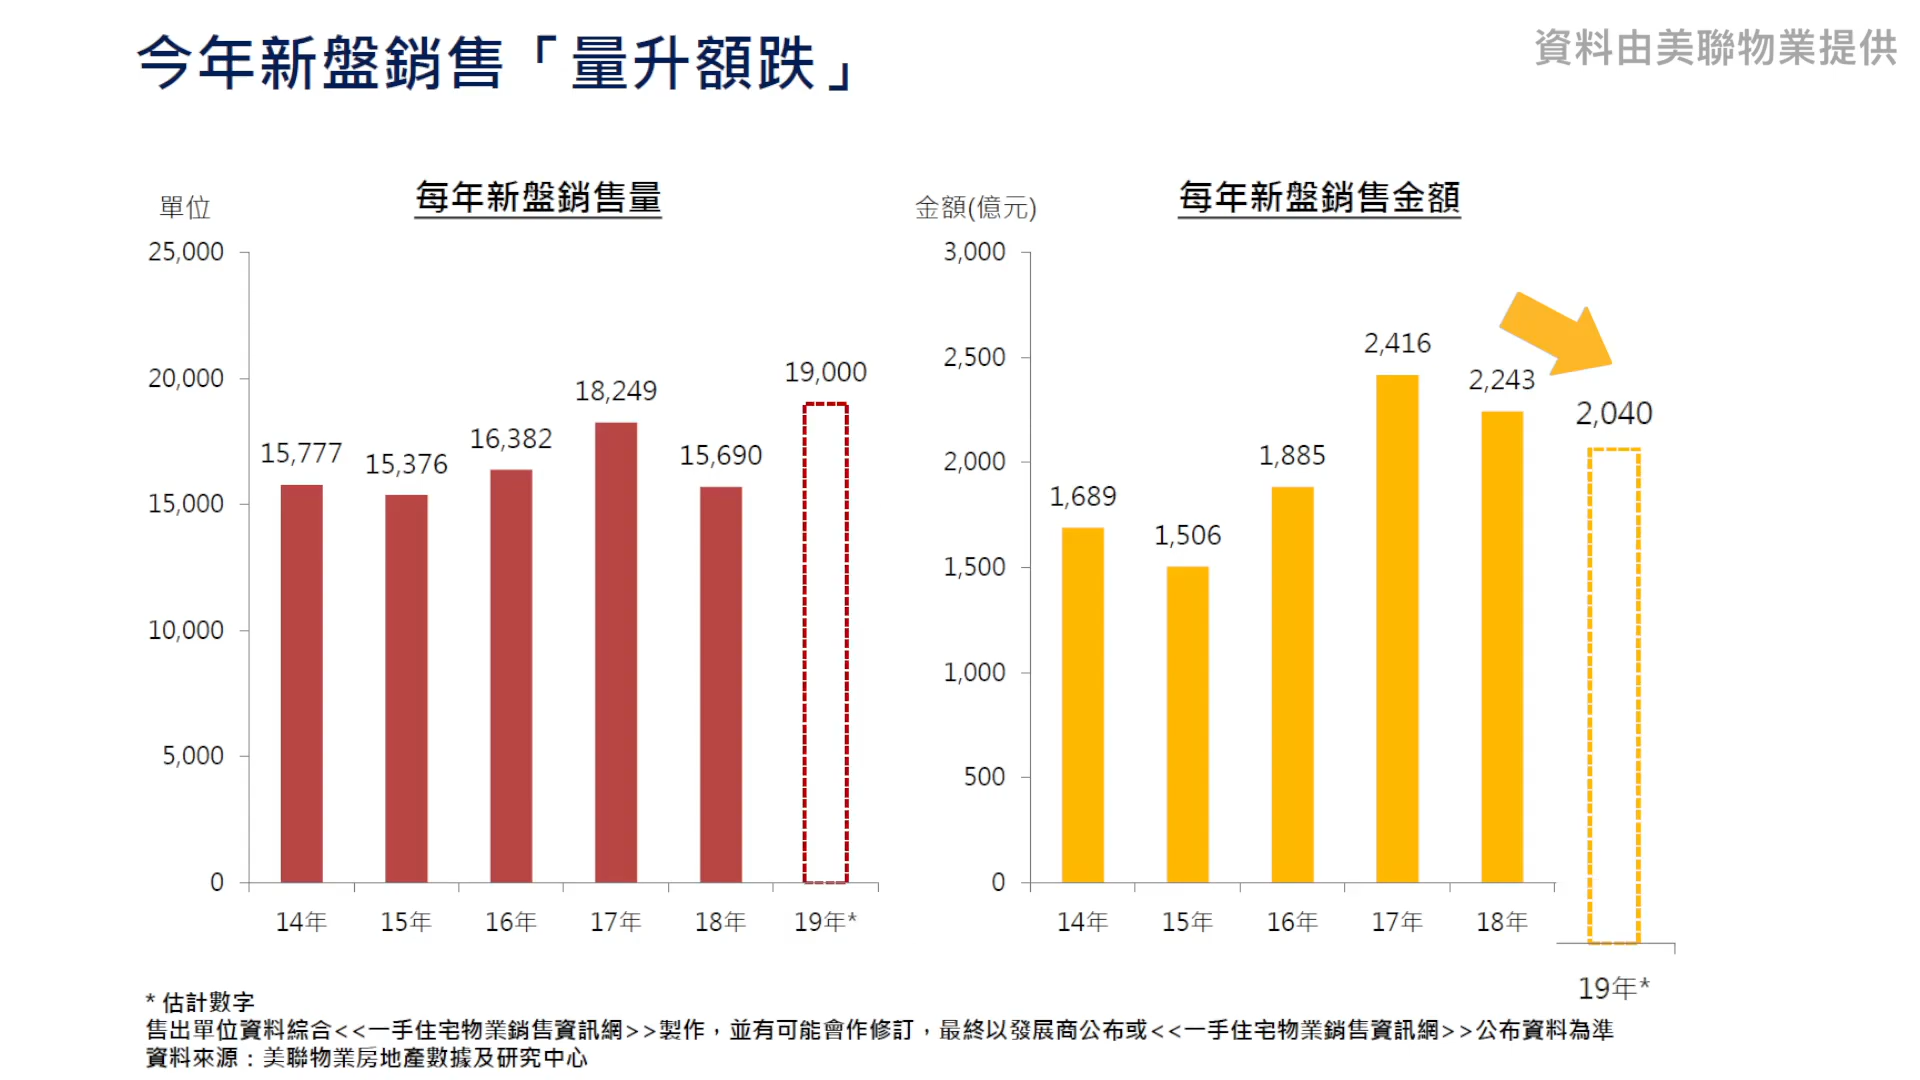 今年新盤銷售「量升額跌」
資料由美聯物業提供
單位
每年新盤銷售量
25,000
20,000
15,000
10,000
5,000
0
15,777
15,376
16,382
18,249
15,690
19,000
14年
15年
16年
17年
18年
19年*
金額(億元)
每年新盤銷售金額
3,000
2,500
2,000
1,500
1,000
500
0
1,689
1,506
1,885
2,416
2,243
2,040
14年
15年
16年
17年
18年
19年*
* 估計數字
售出單位資料綜合<<一手住宅物業銷售資訊網>>製作，並有可能會作修訂，最終以發展商公布或<<一手住宅物業銷售資訊網>>公布資料為準
資料來源：美聯物業房地產數據及研究中心